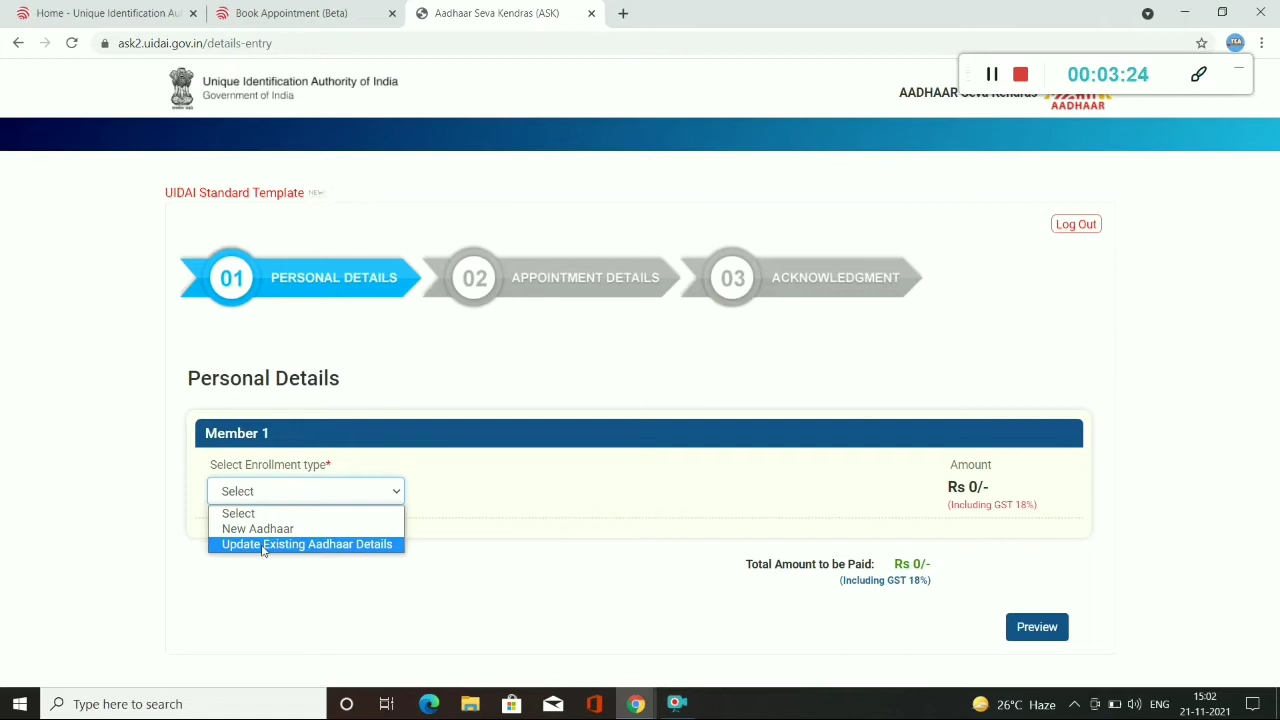 Home - Unique Identification Aut
Book Appointment (Beta)
Aadhaar Seva Kendras (ASK)
ask2.uidai.gov.in/details-entry
Unique Identification Authority of India
Government of India
00:03:24
AADHAAR Seva Kendras
AADHAAR
UIDAI Standard Template NEW
Log Out
01 PERSONAL DETAILS
02 APPOINTMENT DETAILS
03 ACKNOWLEDGMENT
Personal Details
Member 1
Select Enrollment type*
Amount
Select
Rs 0/-
(Including GST 18%)
Select
New Aadhaar
Update Existing Aadhaar Details
Total Amount to be Paid: Rs 0/-
(Including GST 18%)
Preview
Type here to search
26°C Haze
ENG
15:02
21-11-2021